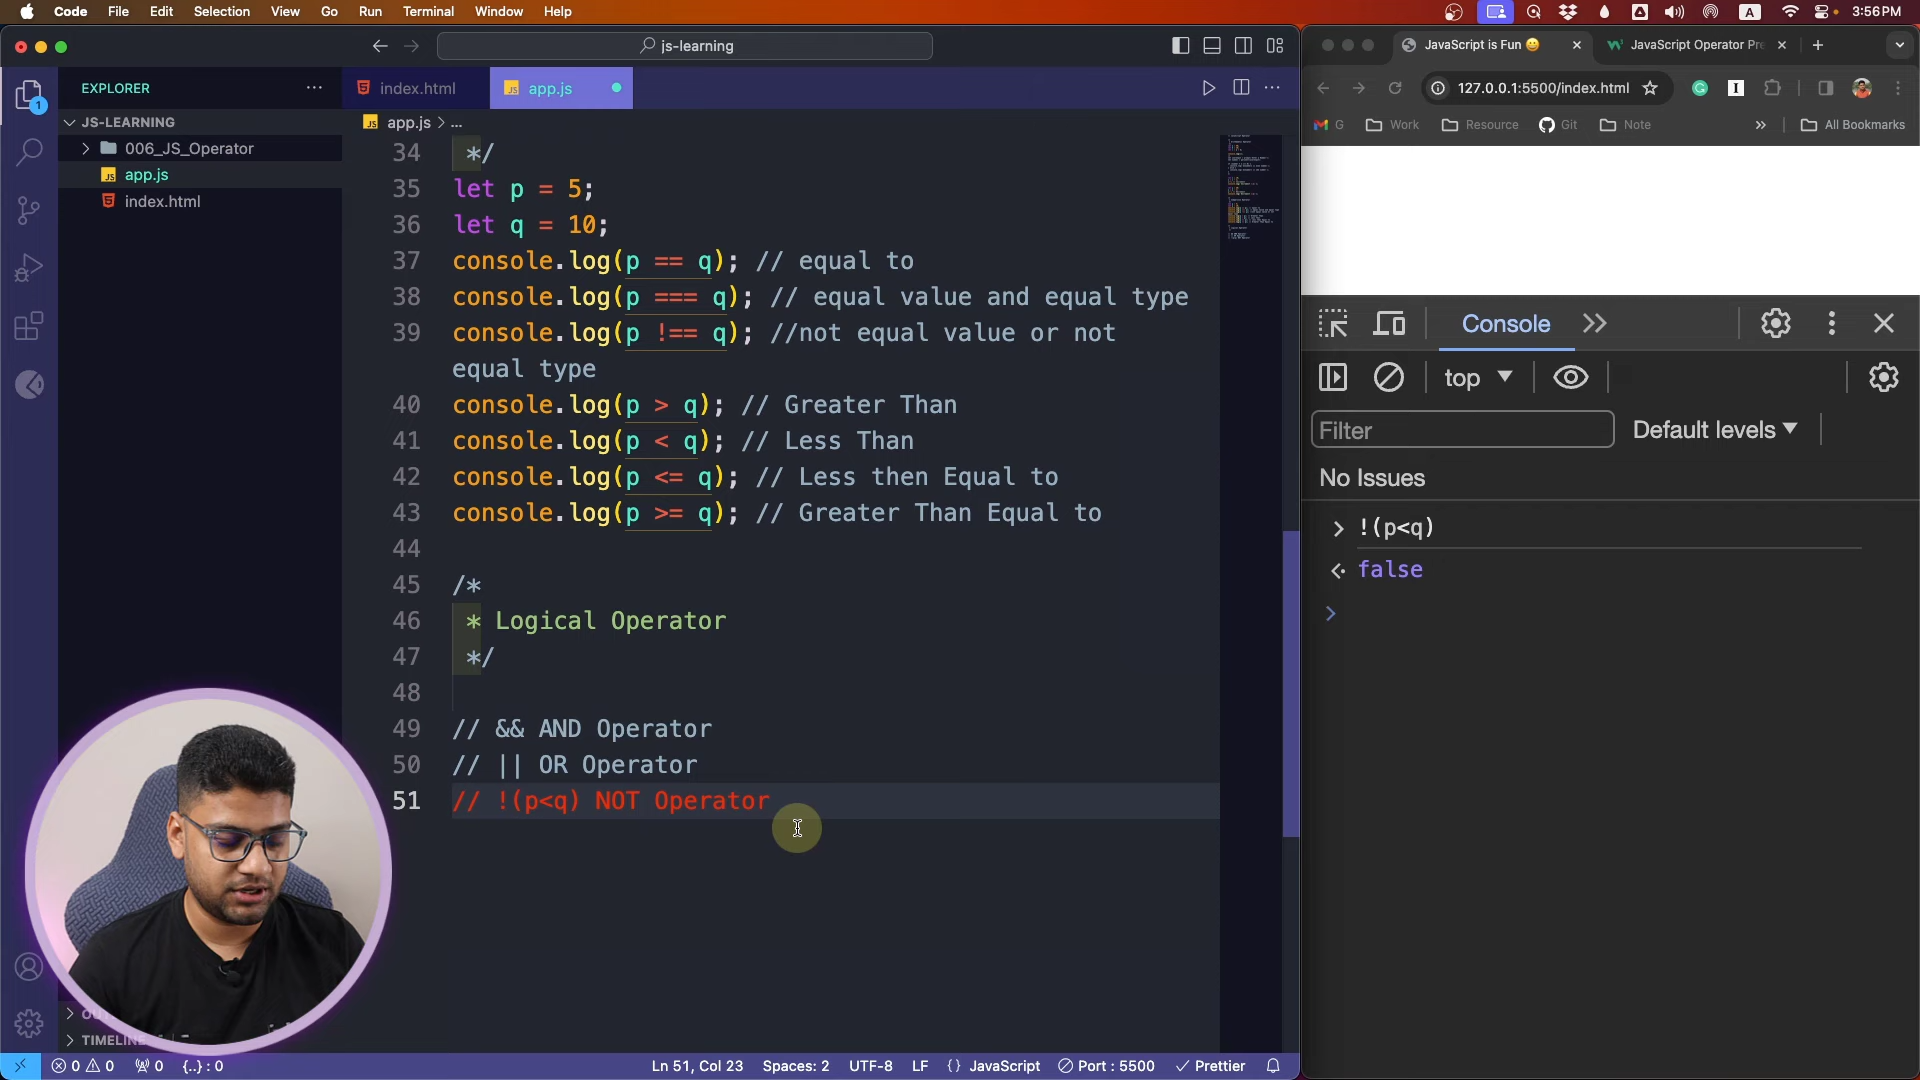 Code File Edit Selection View Go Run Terminal Window Help
A 3:56 PM
js-learning
EXPLORER
index.html
app.js
JS-LEARNING
006_JS_Operator
app.js
index.html
app.js > ...
34 */
35 let p = 5;
36 let q = 10;
37 console.log(p == q); // equal to
38 console.log(p === q); // equal value and equal type
39 console.log(p !== q); //not equal value or not
equal type
40 console.log(p > q); // Greater Than
41 console.log(p < q); // Less Than
42 console.log(p <= q); // Less then Equal to
43 console.log(p >= q); // Greater Than Equal to
44
45 /*
46 * Logical Operator
47 */
48
49 // && AND Operator
50 // || OR Operator
51 // !(p<q) NOT Operator
TIMELINE
0 0 0 {..} : 0
Ln 51, Col 23 Spaces: 2 UTF-8 LF {} JavaScript Port : 5500 Prettier
JavaScript is Fun 😀
JavaScript Operator Pre
127.0.0.1:5500/index.html
G Work Resource Git Note All Bookmarks
Console
top
Filter
Default levels
No Issues
> !(p<q)
false
>